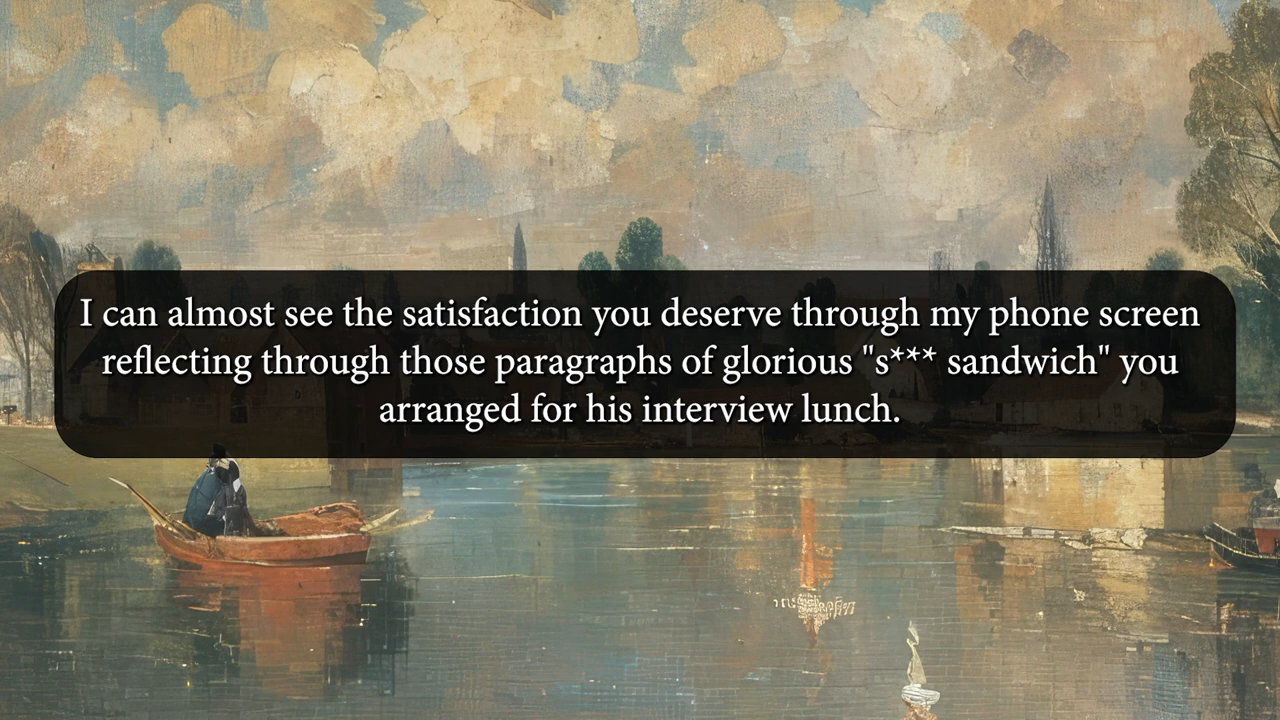 I can almost see the satisfaction you deserve through my phone screen
reflecting through those paragraphs of glorious "s*** sandwich" you
arranged for his interview lunch.